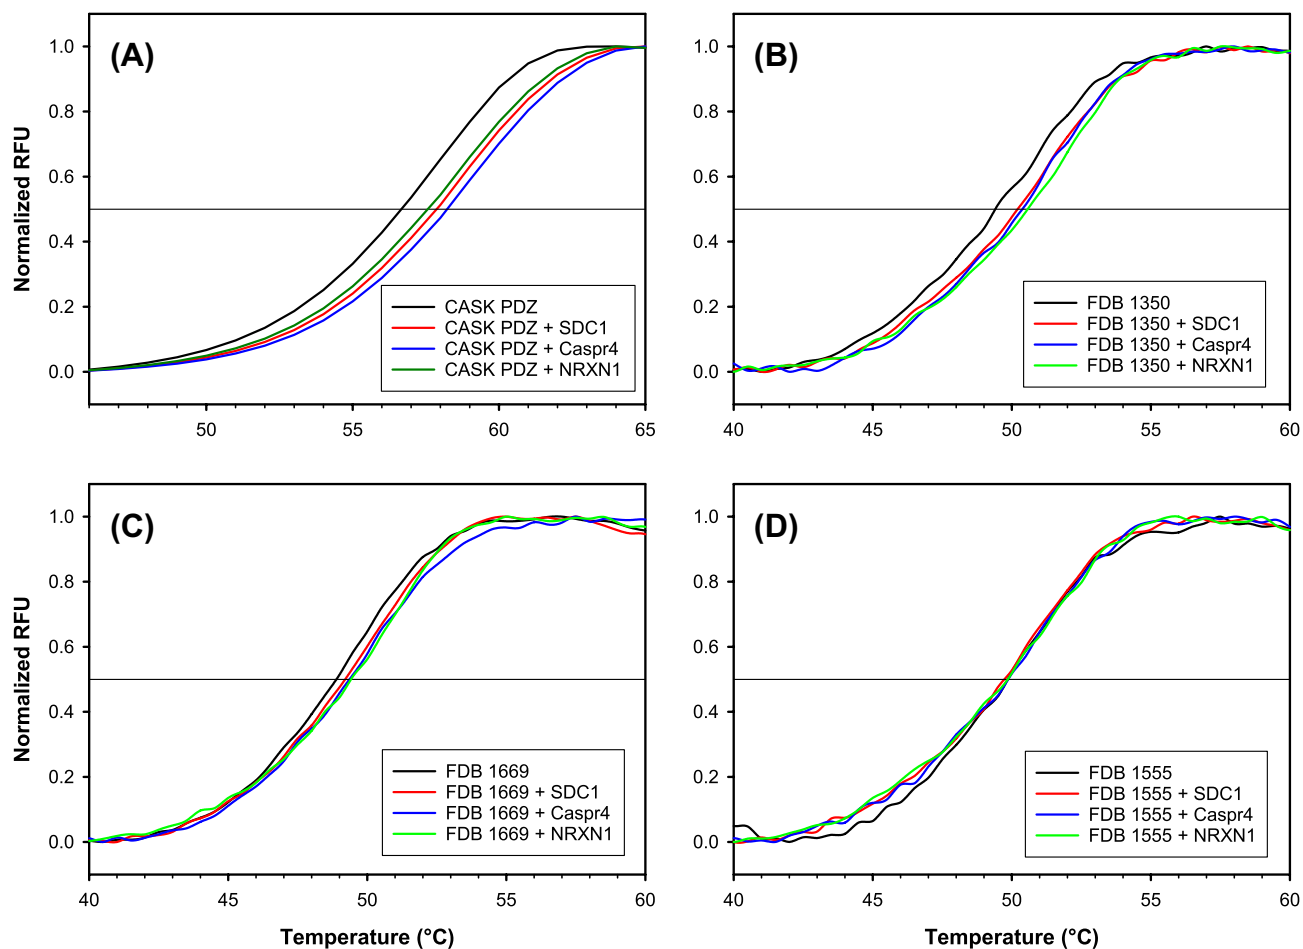 (A)
Normalized RFU
1.0
0.8
0.6
0.4
0.2
0.0
CASK PDZ
CASK PDZ + SDC1
CASK PDZ + Caspr4
CASK PDZ + NRXN1
50
55
60
65
(B)
1.0
0.8
0.6
0.4
0.2
0.0
FDB 1350
FDB 1350 + SDC1
FDB 1350 + Caspr4
FDB 1350 + NRXN1
40
45
50
55
60
(C)
Normalized RFU
1.0
0.8
0.6
0.4
0.2
0.0
FDB 1669
FDB 1669 + SDC1
FDB 1669 + Caspr4
FDB 1669 + NRXN1
40
45
50
55
60
Temperature (°C)
(D)
1.0
0.8
0.6
0.4
0.2
0.0
FDB 1555
FDB 1555 + SDC1
FDB 1555 + Caspr4
FDB 1555 + NRXN1
40
45
50
55
60
Temperature (°C)